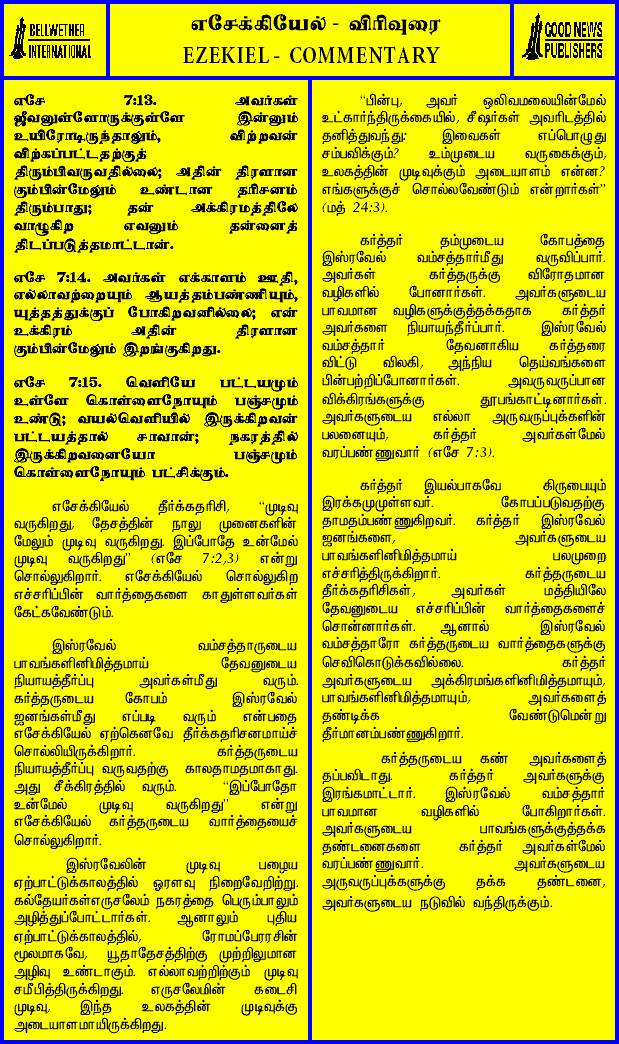 BELLWETHER
INTERNATIONAL
எசேக்கியேல் - விரிவுரை
EZEKIEL - COMMENTARY
GOOD NEWS
PUBLISHERS
எசே 7:13. அவர்கள்
ஜீவனுள்ளோருக்குள்ளே இன்னும்
உயிரோடிருந்தாலும், விற்றவன்
விற்கப்பட்டதற்குத்
திரும்பிவருவதில்லை; அதின் திரளான
கும்பின்மேலும் உண்டான தரிசனம்
திரும்பாது; தன் அக்கிரமத்திலே
வாழுகிற எவனும் தன்னைத்
திடப்படுத்தமாட்டான்.
எசே 7:14. அவர்கள் எக்காளம் ஊதி,
எல்லாவற்றையும் ஆயத்தம்பண்ணியும்,
யுத்தத்துக்குப் போகிறவனில்லை; என்
உக்கிரம் அதின் திரளான
கும்பின்மேலும் இறங்குகிறது.
எசே 7:15. வெளியே பட்டயமும்
உள்ளே கொள்ளைநோயும் பஞ்சமும்
உண்டு; வயல்வெளியில் இருக்கிறவன்
பட்டயத்தால் சாவான்; நகரத்தில்
இருக்கிறவனையோ பஞ்சமும்
கொள்ளைநோயும் பட்சிக்கும்.
எசேக்கியேல் தீர்க்கதரிசி, "முடிவு
வருகிறது, தேசத்தின் நாலு முனைகளின்
மேலும் முடிவு வருகிறது. இப்போதே உன்மேல்
முடிவு வருகிறது" (எசே 7:2,3) என்று
சொல்லுகிறார். எசேக்கியேல் சொல்லுகிற
எச்சரிப்பின் வார்த்தைகளை காதுள்ளவர்கள்
கேட்கவேண்டும்.
இஸ்ரவேல் வம்சத்தாருடைய
பாவங்களினிமித்தமாய் தேவனுடைய
நியாயத்தீர்ப்பு அவர்கள்மீது வரும்.
கர்த்தருடைய கோபம் இஸ்ரவேல்
ஜனங்கள்மீது எப்படி வரும் என்பதை
எசேக்கியேல் ஏற்கெனவே தீர்க்கதரிசனமாய்ச்
சொல்லியிருக்கிறார். கர்த்தருடைய
நியாயத்தீர்ப்பு வருவதற்கு காலதாமதமாகாது.
அது சீக்கிரத்தில் வரும். "இப்போதோ
உன்மேல் முடிவு வருகிறது" என்று
எசேக்கியேல் கர்த்தருடைய வார்த்தையைச்
சொல்லுகிறார்.
இஸ்ரவேலின் முடிவு பழைய
ஏற்பாட்டுக்காலத்தில் ஓரளவு நிறைவேறிற்று.
கல்தேயர்கள்எருசலேம் நகரத்தை பெரும்பாலும்
அழித்துப்போட்டார்கள். ஆனாலும் புதிய
ஏற்பாட்டுக்காலத்தில், ரோமப்பேரரசின்
மூலமாகவே, யூதாதேசத்திற்கு முற்றிலுமான
அழிவு உண்டாகும். எல்லாவற்றிற்கும் முடிவு
சமீபித்திருக்கிறது. எருசலேமின் கடைசி
முடிவு, இந்த உலகத்தின் முடிவுக்கு
அடையாளமாயிருக்கிறது.
"பின்பு, அவர் ஒலிவமலையின்மேல்
உட்கார்ந்திருக்கையில், சீஷர்கள் அவரிடத்தில்
தனித்துவந்து: இவைகள் எப்பொழுது
சம்பவிக்கும்? உம்முடைய வருகைக்கும்,
உலகத்தின் முடிவுக்கும் அடையாளம் என்ன?
எங்களுக்குச் சொல்லவேண்டும் என்றார்கள்"
(மத் 24:3).
கர்த்தர் தம்முடைய கோபத்தை
இஸ்ரவேல் வம்சத்தார்மீது வருவிப்பார்.
அவர்கள் கர்த்தருக்கு விரோதமான
வழிகளில் போனார்கள். அவர்களுடைய
பாவமான வழிகளுக்குத்தக்கதாக கர்த்தர்
அவர்களை நியாயந்தீர்ப்பார். இஸ்ரவேல்
வம்சத்தார் தேவனாகிய கர்த்தரை
விட்டு விலகி, அந்நிய தெய்வங்களை
பின்பற்றிப்போனார்கள். அவருவருப்பான
விக்கிரங்களுக்கு தூபங்காட்டினார்கள்.
அவர்களுடைய எல்லா அருவருப்புக்களின்
பலனையும், கர்த்தர் அவர்கள்மேல்
வரப்பண்ணுவார் (எசே 7:3).
கர்த்தர் இயல்பாகவே கிருபையும்
இரக்கமுமுள்ளவர். கோபப்படுவதற்கு
தாமதம்பண்ணுகிறவர். கர்த்தர் இஸ்ரவேல்
ஜனங்களை, அவர்களுடைய
பாவங்களினிமித்தமாய் பலமுறை
எச்சரித்திருக்கிறார். கர்த்தருடைய
தீர்க்கதரிசிகள், அவர்கள் மத்தியிலே
தேவனுடைய எச்சரிப்பின் வார்த்தைகளைச்
சொன்னார்கள். ஆனால் இஸ்ரவேல்
வம்சத்தாரோ கர்த்தருடைய வார்த்தைகளுக்கு
செவிகொடுக்கவில்லை. கர்த்தர்
அவர்களுடைய அக்கிரமங்களினிமித்தமாயும்,
பாவங்களினிமித்தமாயும், அவர்களைத்
தண்டிக்க வேண்டுமென்று
தீர்மானம்பண்ணுகிறார்.
கர்த்தருடைய கண் அவர்களைத்
தப்பவிடாது. கர்த்தர் அவர்களுக்கு
இரங்கமாட்டார். இஸ்ரவேல் வம்சத்தார்
பாவமான வழிகளில் போகிறார்கள்.
அவர்களுடைய பாவங்களுக்குத்தக்க
தண்டனைகளை கர்த்தர் அவர்கள்மேல்
வரப்பண்ணுவார். அவர்களுடைய
அருவருப்புக்களுக்கு தக்க தண்டனை,
அவர்களுடைய நடுவில் வந்திருக்கும்.